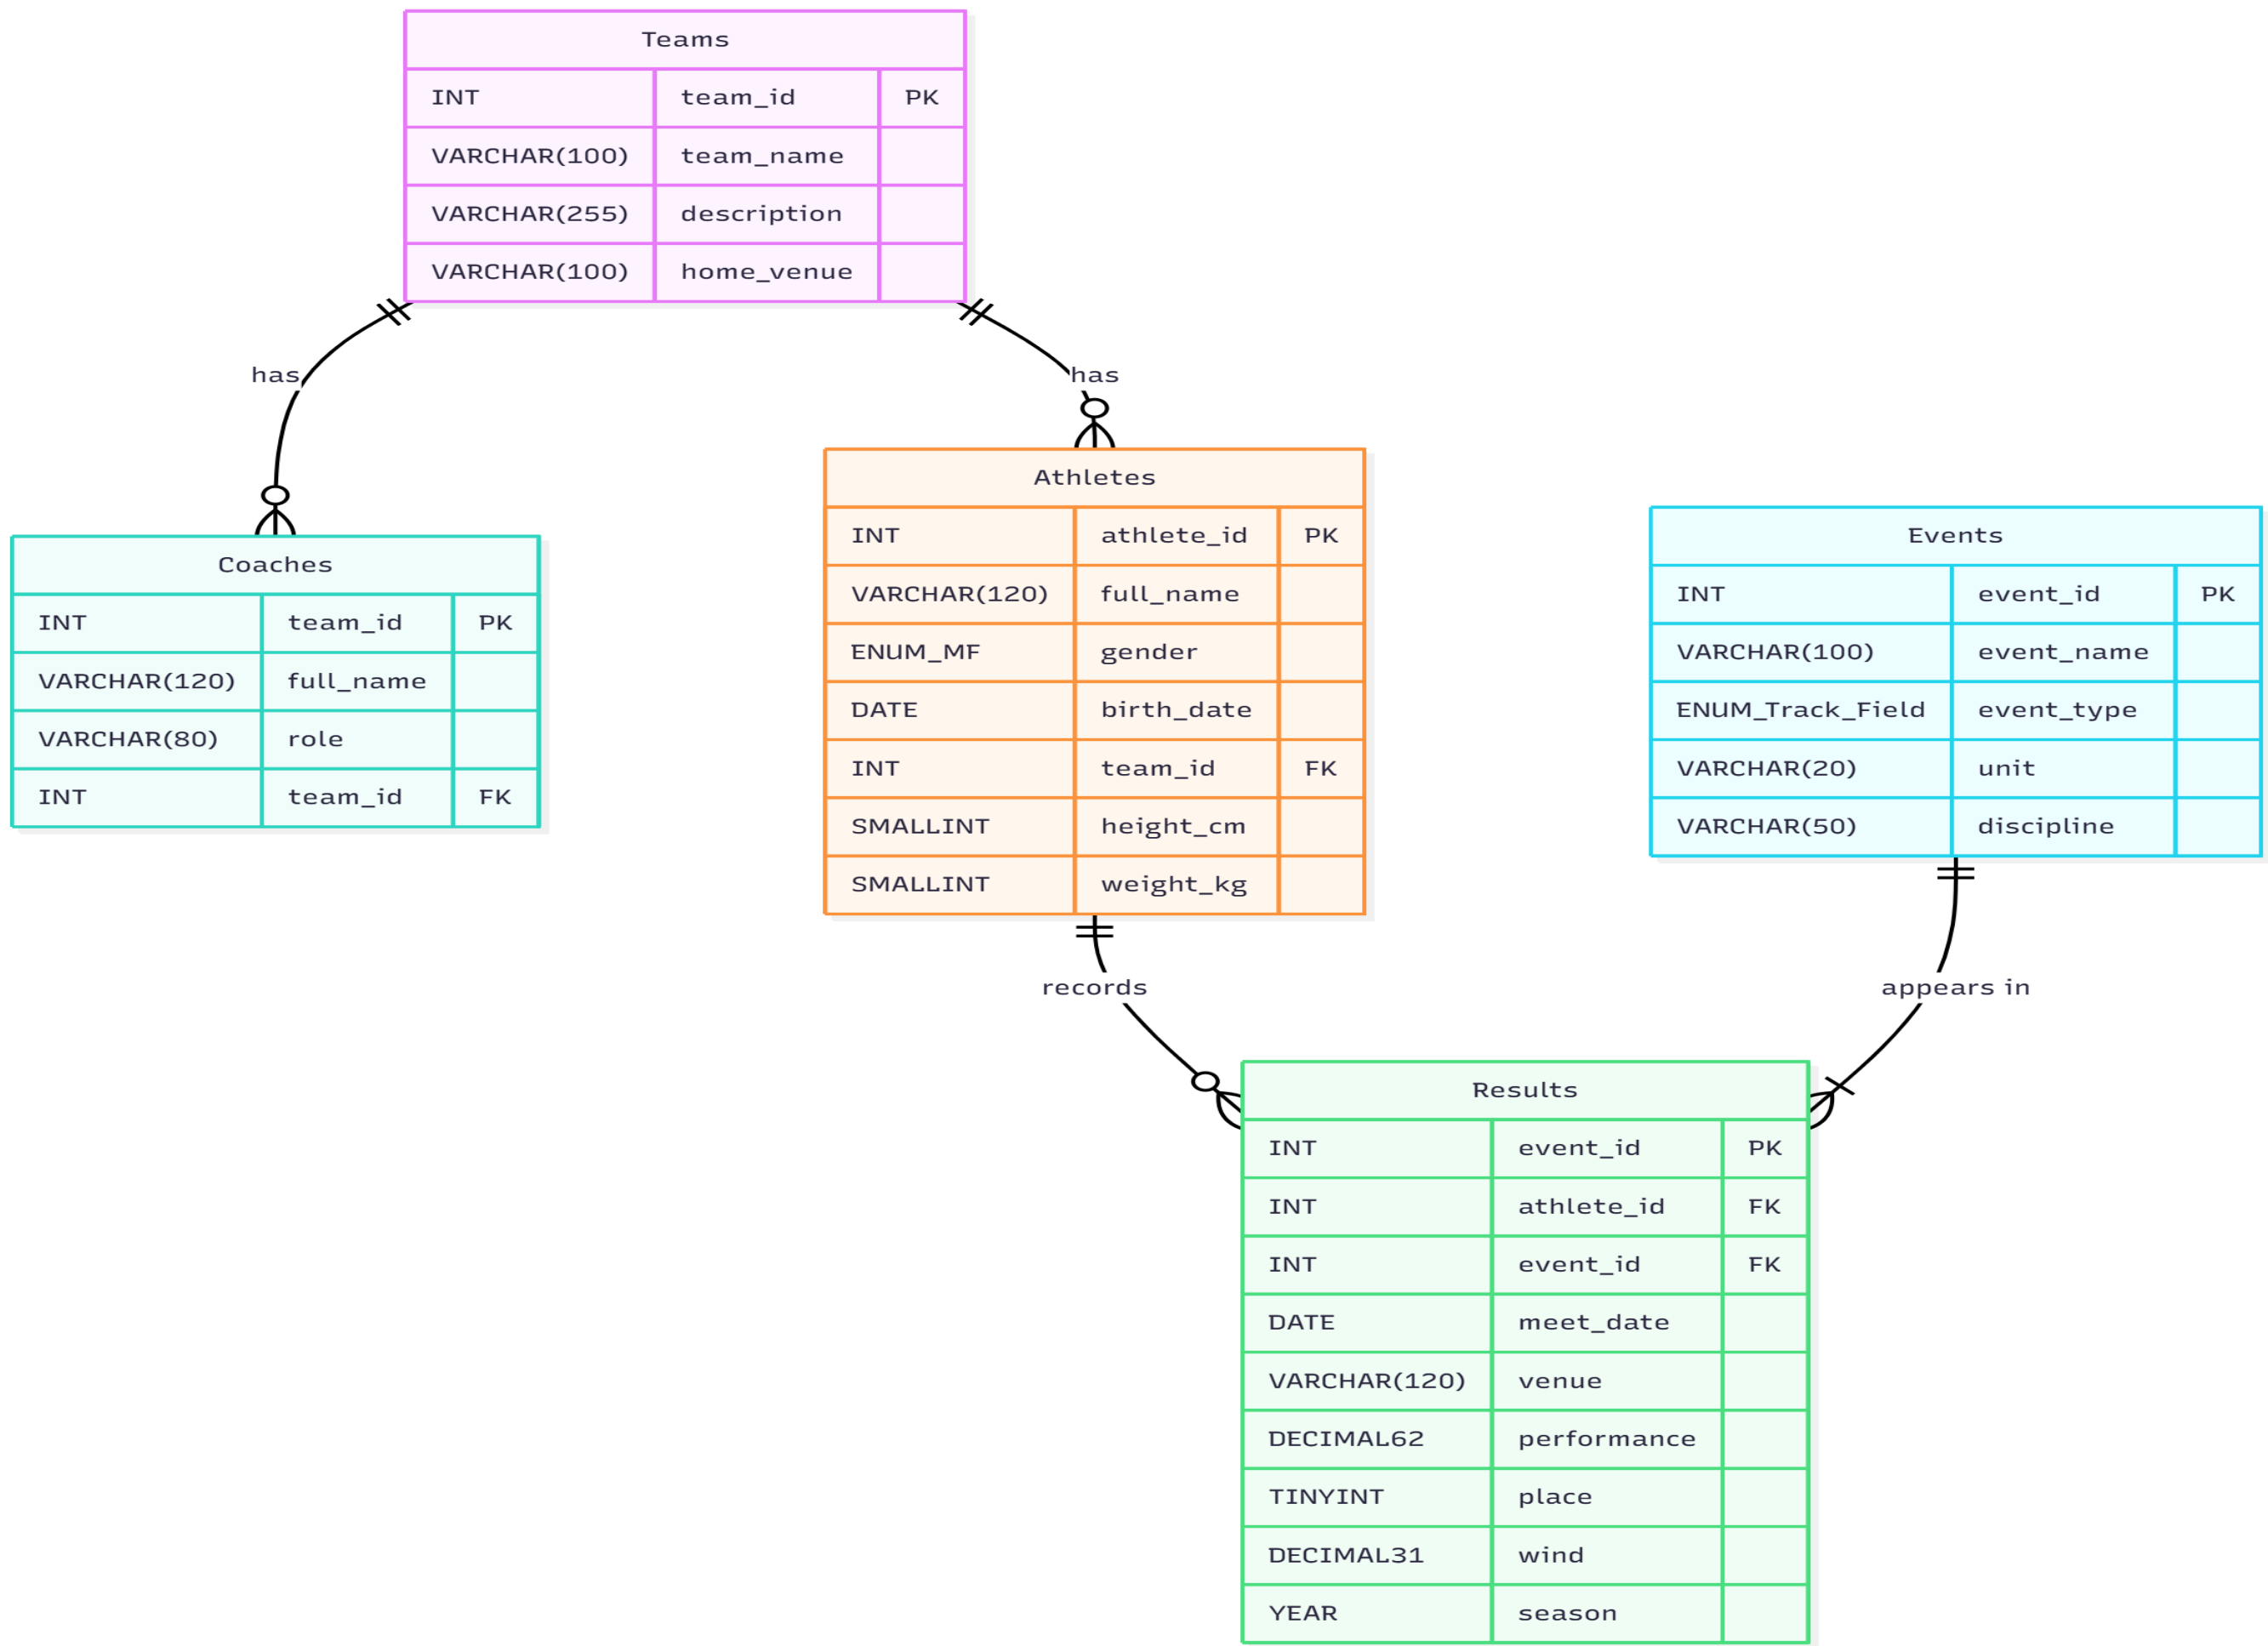 Teams
INT team_id PK
VARCHAR(100) team_name
VARCHAR(255) description
VARCHAR(100) home_venue
has
has
Coaches
INT team_id PK
VARCHAR(120) full_name
VARCHAR(80) role
INT team_id FK
Athletes
INT athlete_id PK
VARCHAR(120) full_name
ENUM_MF gender
DATE birth_date
INT team_id FK
SMALLINT height_cm
SMALLINT weight_kg
Events
INT event_id PK
VARCHAR(100) event_name
ENUM_Track_Field event_type
VARCHAR(20) unit
VARCHAR(50) discipline
records
appears in
Results
INT event_id PK
INT athlete_id FK
INT event_id FK
DATE meet_date
VARCHAR(120) venue
DECIMAL62 performance
TINYINT place
DECIMAL31 wind
YEAR season